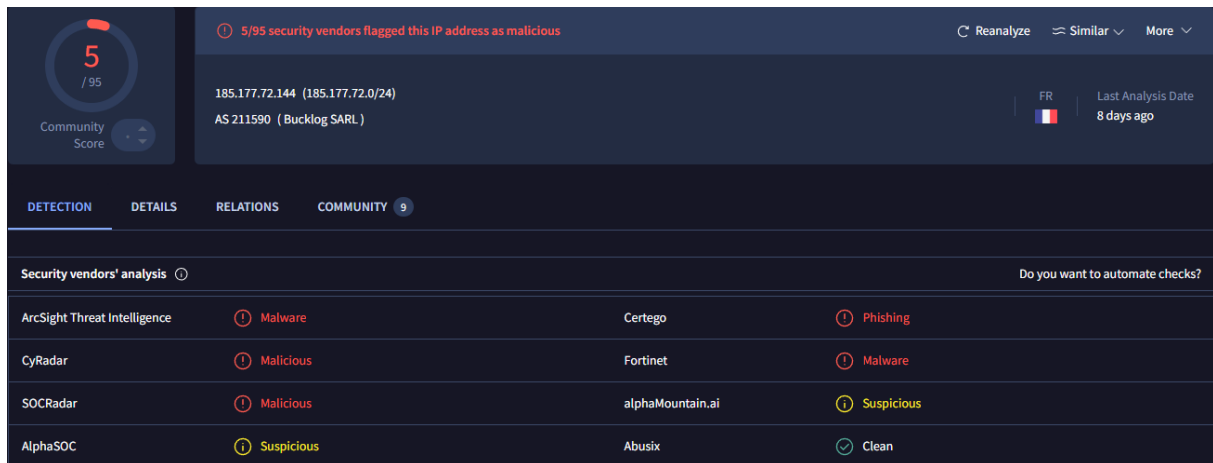 5
/ 95
Community
Score
5/95 security vendors flagged this IP address as malicious
Reanalyze Similar More
185.177.72.144 (185.177.72.0/24)
AS 211590 ( Bucklog SARL )
FR
Last Analysis Date
8 days ago
DETECTION DETAILS RELATIONS COMMUNITY 9
Security vendors' analysis Do you want to automate checks?
ArcSight Threat Intelligence Malware Certego Phishing
CyRadar Malicious Fortinet Malware
SOCRadar Malicious alphaMountain.ai Suspicious
AlphaSOC Suspicious Abusix Clean